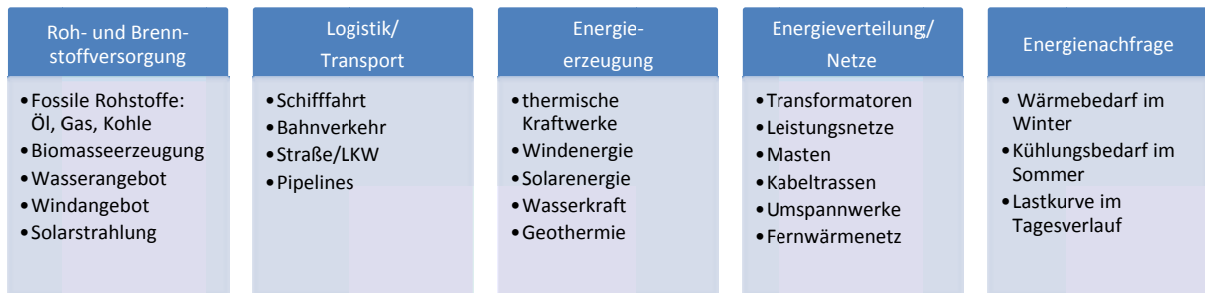 Roh- und Brenn-
stoffversorgung
• Fossile Rohstoffe:
Öl, Gas, Kohle
• Biomasseerzeugung
• Wasserangebot
• Windangebot
• Solarstrahlung
Logistik/
Transport
• Schifffahrt
• Bahnverkehr
• Straße/LKW
• Pipelines
Energie-
erzeugung
• thermische
Kraftwerke
• Windenergie
• Solarenergie
• Wasserkraft
• Geothermie
Energieverteilung/
Netze
• Transformatoren
• Leistungsnetze
• Masten
• Kabeltrassen
• Umspannwerke
• Fernwärmenetz
Energienachfrage
• Wärmebedarf im
Winter
• Kühlungsbedarf im
Sommer
• Lastkurve im
Tagesverlauf